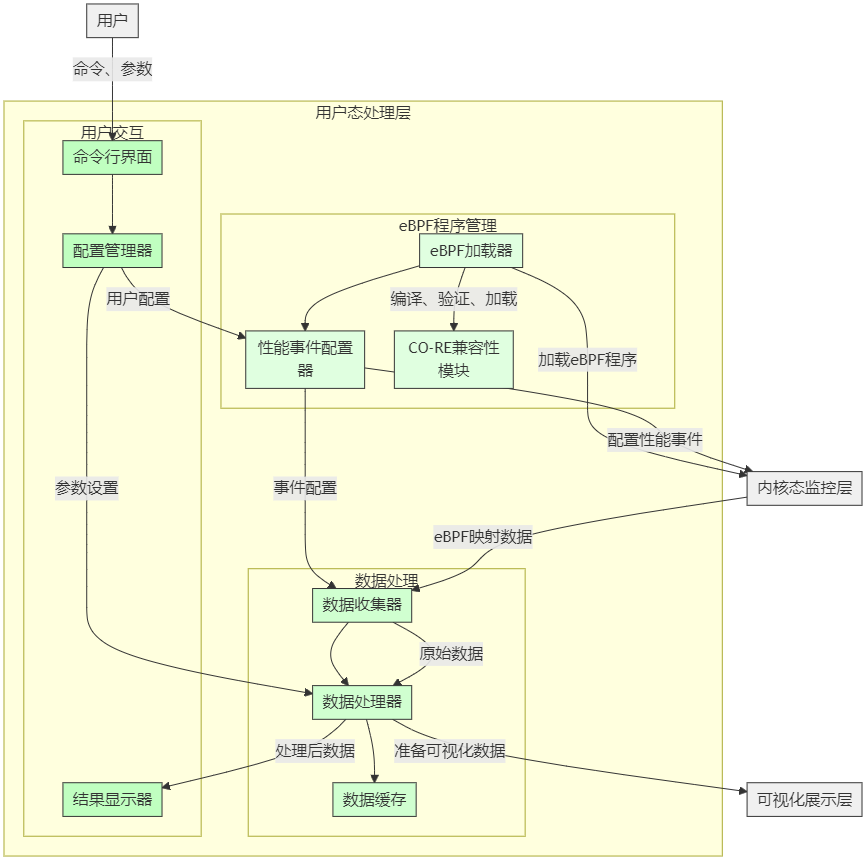 用户
命令、参数
用户态处理层
用户交互
命令行界面
eBPF程序管理
配置管理器
eBPF加载器
用户配置
编译、验证、加载
性能事件配置
器
CO-RE兼容性
模块
加载eBPF程序
配置性能事件
参数设置
事件配置
内核态监控层
eBPF映射数据
数据处理
数据收集器
原始数据
数据处理器
处理后数据
准备可视化数据
结果显示器
数据缓存
可视化展示层